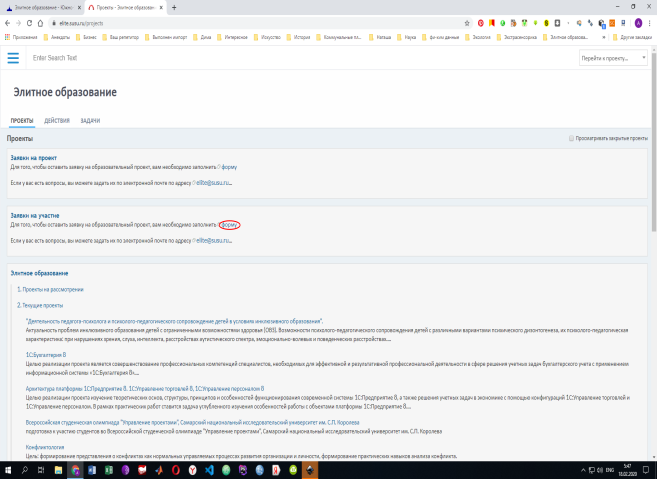 Элитное образование - Южно
Проекты - Элитное образован
elite.susu.ru/projects
Приложения
Анекдоты
Бизнес
Ваш репетитор
Выполнен импорт
Дима
Интересное
Искусство
История
Коммунальные пл...
Наташа
Наука
Экология
Экстрасенсорика
Элитное образова...
Другие закладки
Enter Search Text
Перейти к проекту...
Элитное образование
ПРОЕКТЫ ДЕЙСТВИЯ ЗАДАЧИ
Проекты
Просматривать закрытые проекты
Заявки на проект
Для того, чтобы оставить заявку на образовательный проект, вам необходимо заполнить форму
Если у вас есть вопросы, вы можете задать их по электронной почте по адресу elite@susu.ru...
Заявки на участие
Для того, чтобы оставить заявку на образовательный проект, вам необходимо заполнить форму
Если у вас есть вопросы, вы можете задать их по электронной почте по адресу elite@susu.ru...
Элитное образование
1. Проекты на рассмотрении
2. Текущие проекты
"Деятельность педагога-психолога и психолого-педагогического сопровождение детей в условиях инклюзивного образования".
Актуальность проблем инклюзивного образования детей с ограниченными возможностями здоровья (ОВЗ). Возможности психолого-педагогического сопровождения детей с различными вариантами психического дизонтогенеза, их психолого-педагогическая
характеристика: при нарушениях зрения, слуха, интеллекта, расстройствах аутистического спектра, эмоционально-волевых и поведенческих расстройствах....
1С:Бухгалтерия 8
Целью реализации проекта является совершенствование профессиональных компетенций специалистов, необходимых для эффективной и результативной профессиональной деятельности в сфере решения учетных задач бухгалтерского учета с применением
информационной системы «1С:Бухгалтерия 8»...
Архитектура платформы 1С:Предприятие 8. 1С:Управление торговлей 8, 1С:Управление персоналом 8
Целью реализации проекта изучение теоретических основ, структуры, принципов и особенностей функционирования современной системы 1С:Предприятие 8, а также решения учетных задач в экономике с помощью конфигураций 1С:Управление торговлей 8 и
1С:Управление персоналом 8. В рамках практических работ ставится задача углубленного изучения особенностей работы с объектами платформы 1С:Предприятие 8....
Всероссийская студенческая олимпиада "Управление проектами", Самарский национальный исследовательский университет им. С.П. Королева
подготовка к участию студентов во Всероссийской студенческой олимпиаде "Управление проектами", Самарский национальный исследовательский университет им. С.П. Королева
Конфликтология
Цель: формирование представления о конфликтах как нормальных управляемых процессах развития организации и личности, формирование практических навыков анализа конфликта,
ENG
5:47
18.02.2020